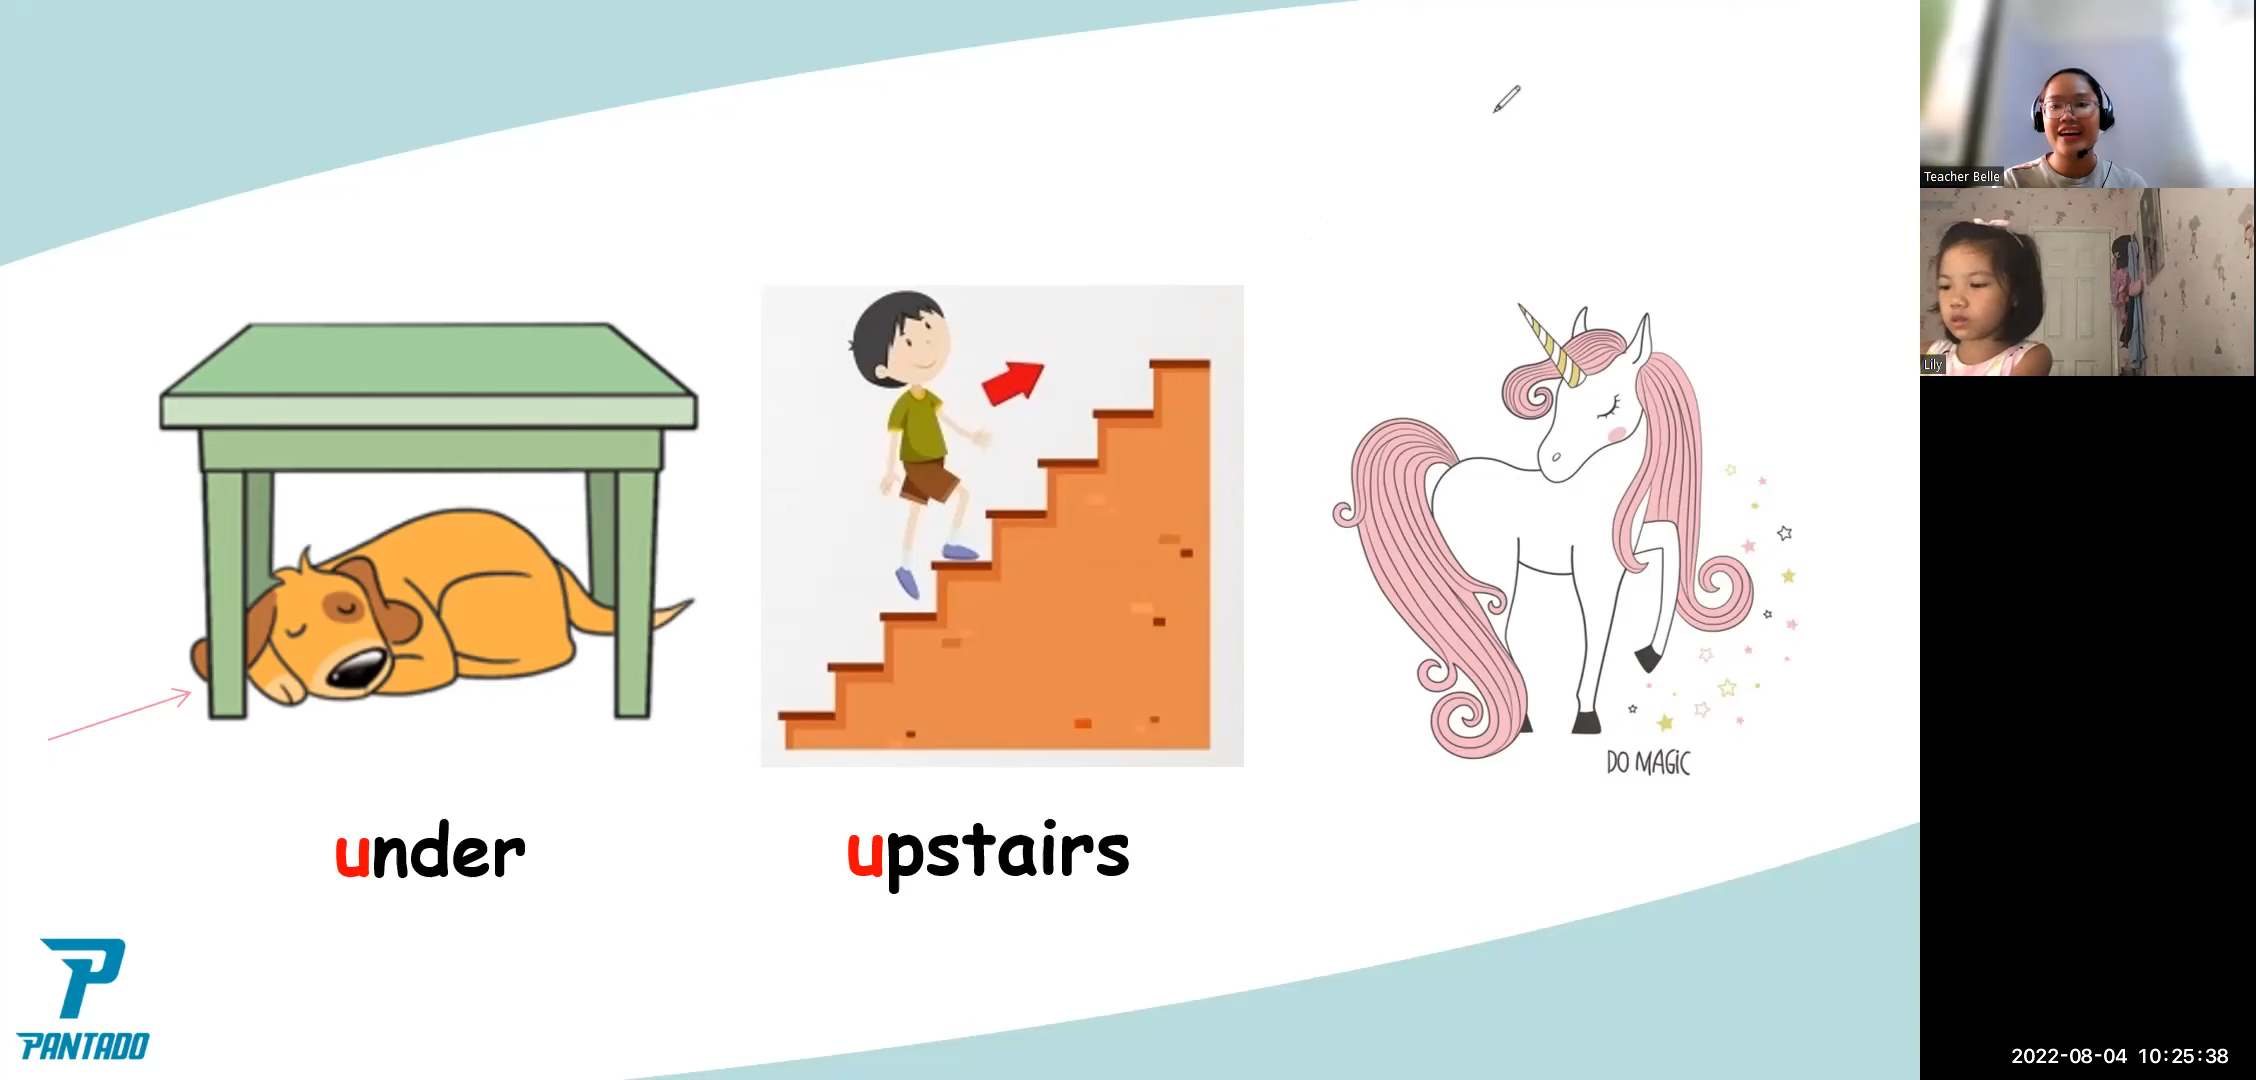 Teacher Belle
Lily
DO MAGIC
under
upstairs
PANTADO
2022-08-04 10:25:38